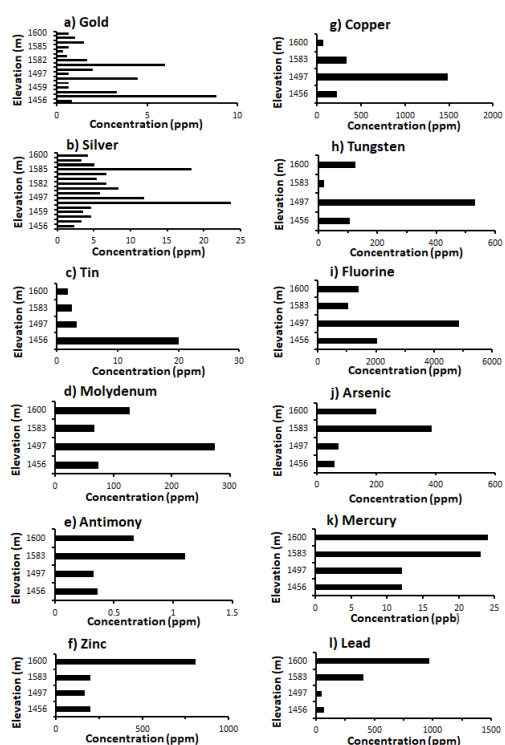 a) Gold
Elevation (m)
1600
1585
1582
1497
1459
1456
0 5 10
Concentration (ppm)
b) Silver
Elevation (m)
1600
1585
1582
1497
1459
1456
0 5 10 15 20 25
Concentration (ppm)
c) Tin
Elevation (m)
1600
1583
1497
1456
0 10 20 30
Concentration (ppm)
d) Molydenum
Elevation (m)
1600
1583
1497
1456
0 100 200 300
Concentration (ppm)
e) Antimony
Elevation (m)
1600
1583
1497
1456
0 0.5 1 1.5
Concentration (ppm)
f) Zinc
Elevation (m)
1600
1583
1497
1456
0 500 1000
Concentration (ppm)
g) Copper
Elevation (m)
1600
1583
1497
1456
0 500 1000 1500 2000
Concentration (ppm)
h) Tungsten
Elevation (m)
1600
1583
1497
1456
0 200 400 600
Concentration (ppm)
i) Fluorine
Elevation (m)
1600
1583
1497
1456
0 2000 4000 6000
Concentration (ppm)
j) Arsenic
Elevation (m)
1600
1583
1497
1456
0 200 400 600
Concentration (ppm)
k) Mercury
Elevation (m)
1600
1583
1497
1456
0 5 10 15 20 25
Concentration (ppb)
l) Lead
Elevation (m)
1600
1583
1497
1456
0 500 1000 1500
Concentration (ppm)